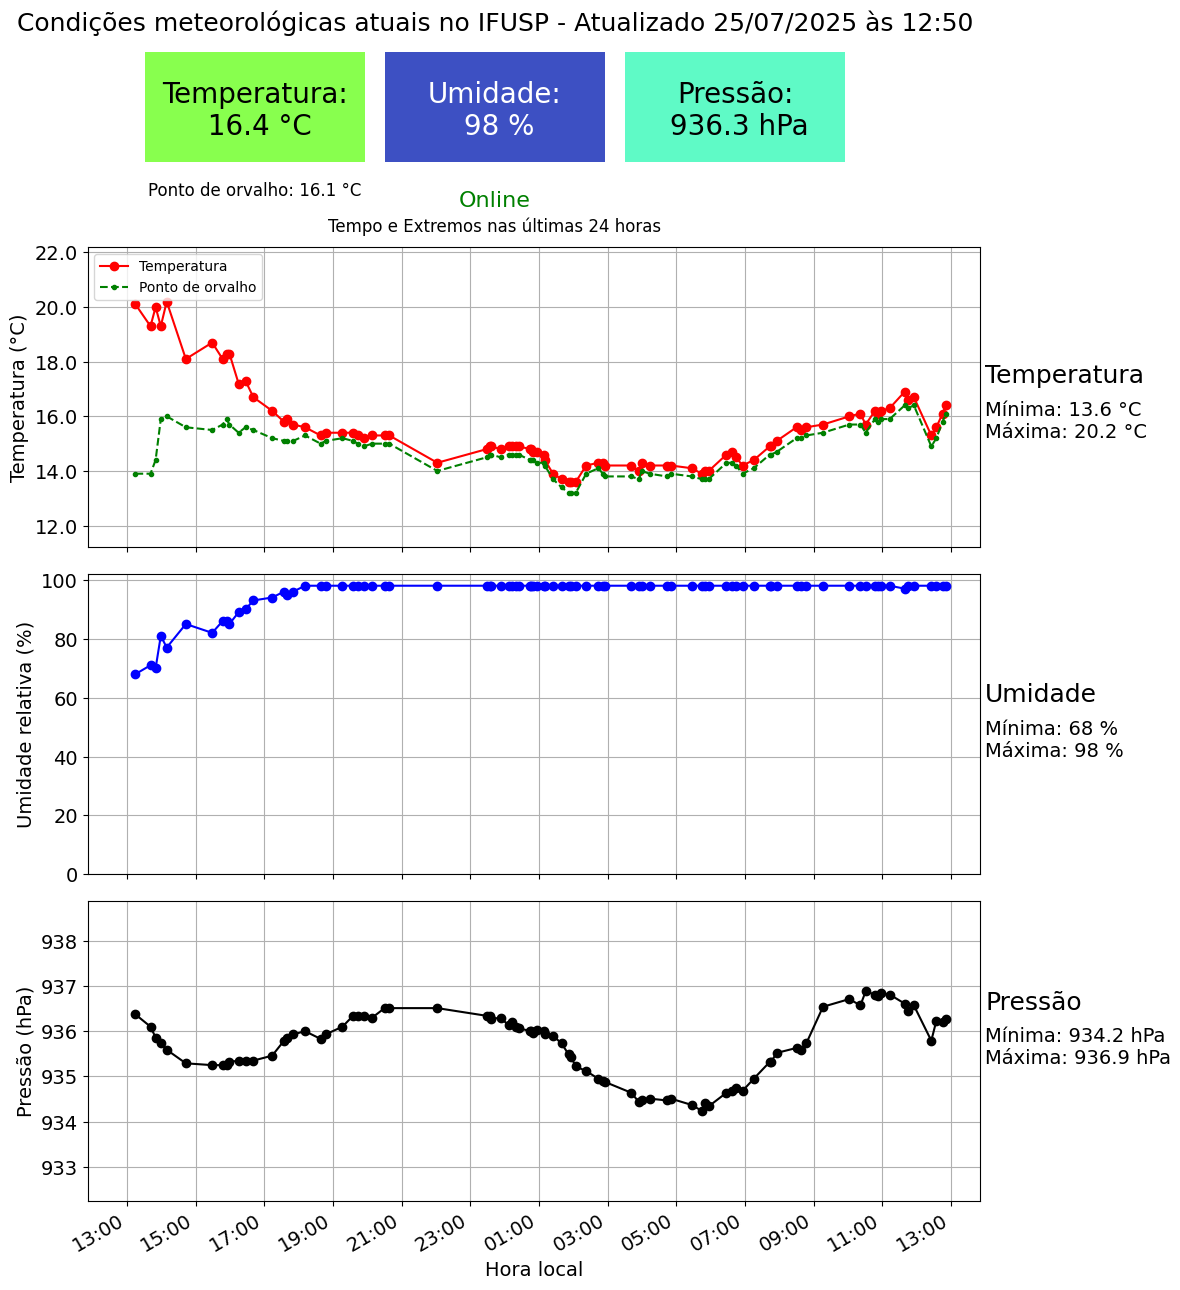 Condições meteorológicas atuais no IFUSP - Atualizado 25/07/2025 às 12:50
Temperatura:
16.4 °C
Umidade:
98 %
Pressão:
936.3 hPa
Ponto de orvalho: 16.1 °C
Online
Tempo e Extremos nas últimas 24 horas
Temperatura (°C)
22.0
20.0
18.0
16.0
14.0
12.0
Temperatura
Ponto de orvalho
Temperatura
Mínima: 13.6 °C
Máxima: 20.2 °C
Umidade relativa (%)
100
80
60
40
20
0
Umidade
Mínima: 68 %
Máxima: 98 %
Pressão (hPa)
938
937
936
935
934
933
Pressão
Mínima: 934.2 hPa
Máxima: 936.9 hPa
13:00
15:00
17:00
19:00
21:00
23:00
01:00
03:00
05:00
07:00
09:00
11:00
13:00
Hora local